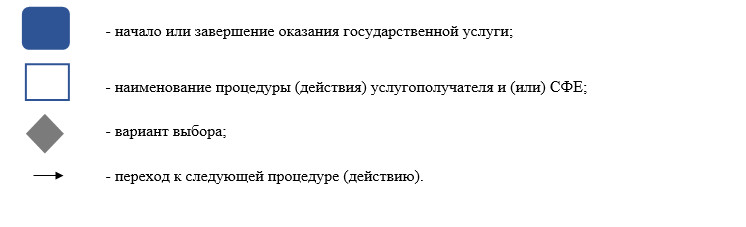 - начало или завершение оказания государственной услуги;
- наименование процедуры (действия) услугополучателя и (или) СФЕ;
- вариант выбора;
- переход к следующей процедуре (действию).